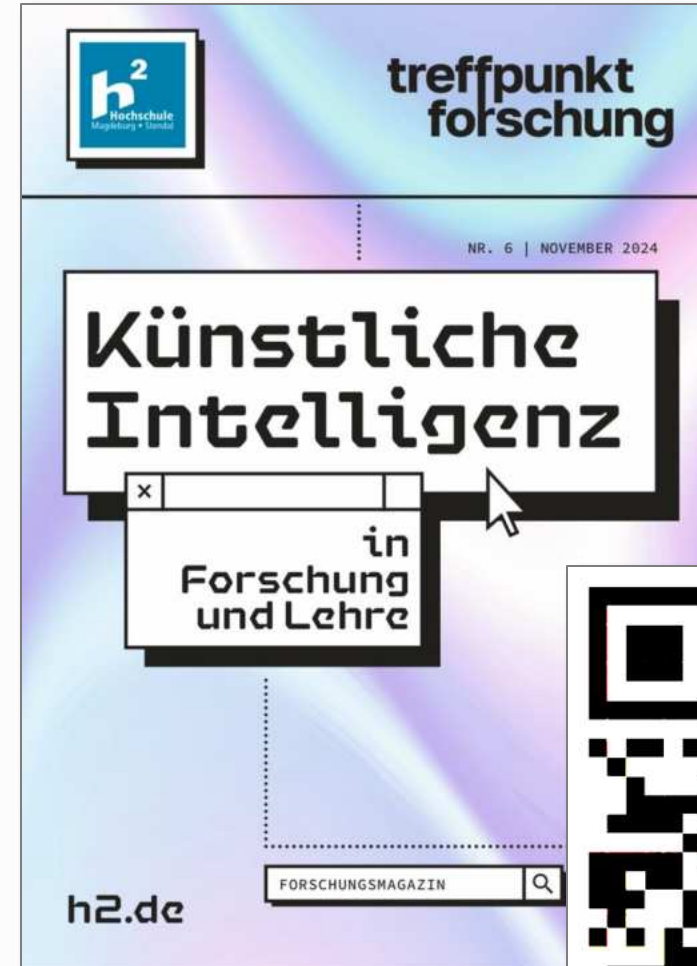 h²
Hochschule
Magdeburg • Stendal
treffpunkt
forschung
NR. 6 | NOVEMBER 2024
Künstliche
Intelligenz
in
Forschung
und Lehre
FORSCHUNGSMAGAZIN
h2.de